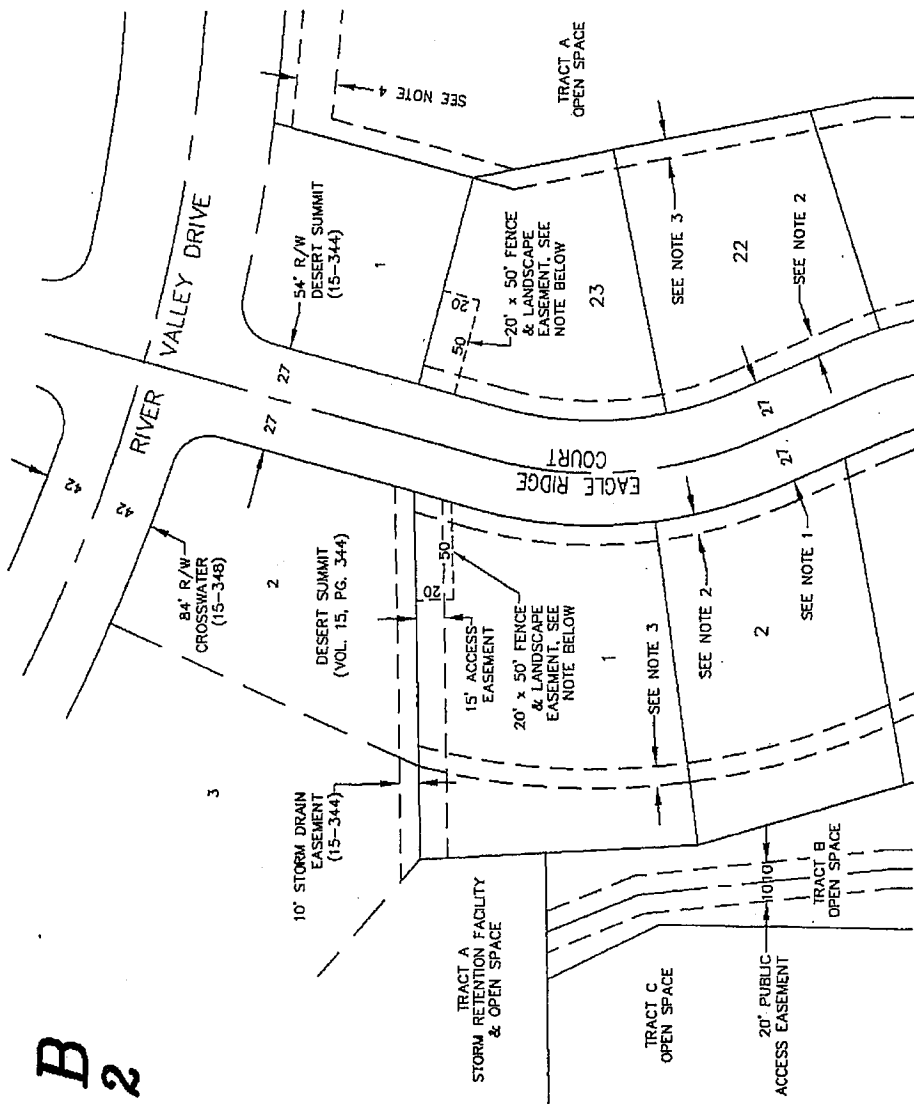 B
2
3
42
42
RIVER
VALLEY DRIVE
84' R/W
CROSSWATER
(15-348)
2
DESERT SUMMIT
(VOL. 15, PG. 344)
27
27
54' R/W
DESERT SUMMIT
(15-344)
1
SEE NOTE 4
TRACT A
OPEN SPACE
10' STORM DRAIN
EASEMENT
(15-344)
20
50
15' ACCESS
EASEMENT
20' x 50' FENCE
& LANDSCAPE
EASEMENT, SEE
NOTE BELOW
1
SEE NOTE 3
EAGLE RIDGE
COURT
20
50
20' x 50' FENCE
& LANDSCAPE
EASEMENT, SEE
NOTE BELOW
23
SEE NOTE 3
22
SEE NOTE 2
27
27
SEE NOTE 2
2
SEE NOTE 1
TRACT A
STORM RETENTION FACILITY
& OPEN SPACE
TRACT C
OPEN SPACE
10
10
TRACT B
OPEN SPACE
20' PUBLIC
ACCESS EASEMENT